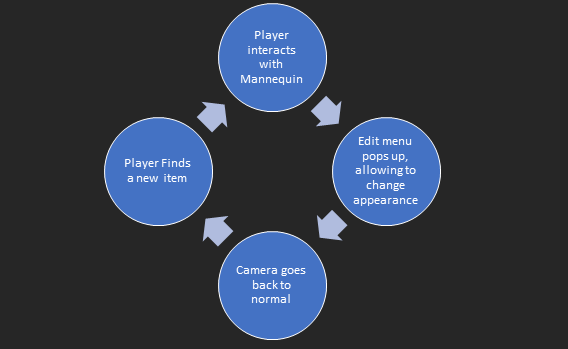 Player
interacts
with
Mannequin
Edit menu
pops up,
allowing to
change
appearance
Camera goes
back to
normal
Player Finds
a new item